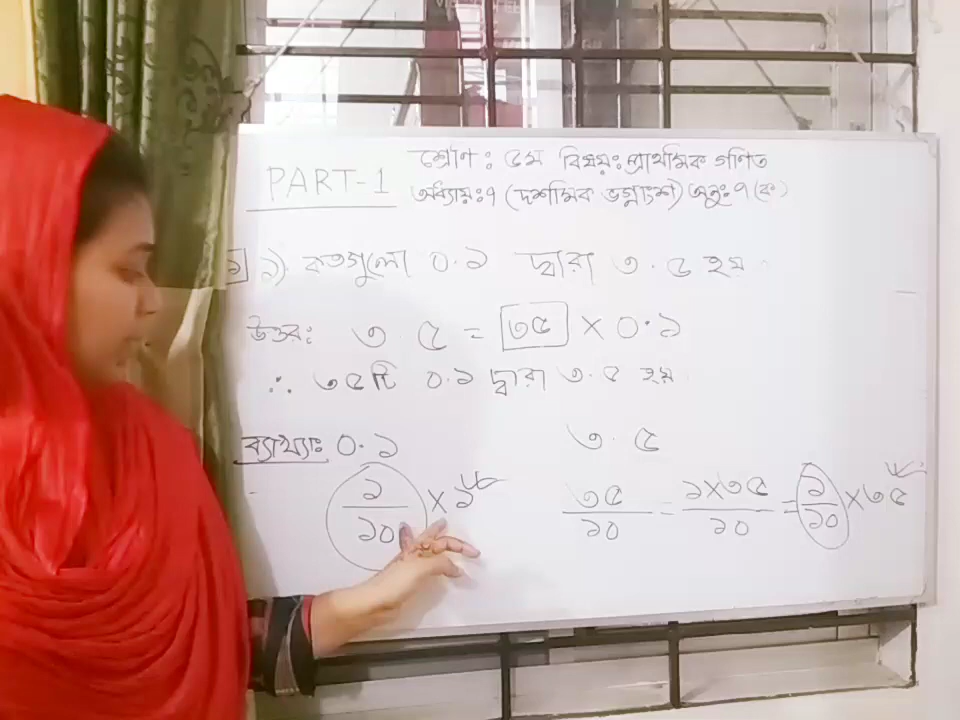 PART-1
শ্রেণি: ৫ম বিষয়: প্রাথমিক গণিত
অধ্যায়: ৭ (দশমিক ভগ্নাংশ) অনু: ৭ (ক)
১ ১) কতগুলো ০.১ দ্বারা ৩.৫ হয়
উত্তর: ৩ ৫ = ৩৫ × ০.১
∴ ৩৫টি ০.১ দ্বারা ৩.৫ হয়
ব্যাখ্যা: ০.১ ৩.৫
১/১০ × ১ ৩৫/১০ = ১×৩৫/১০ = ১/১০ × ৩৫